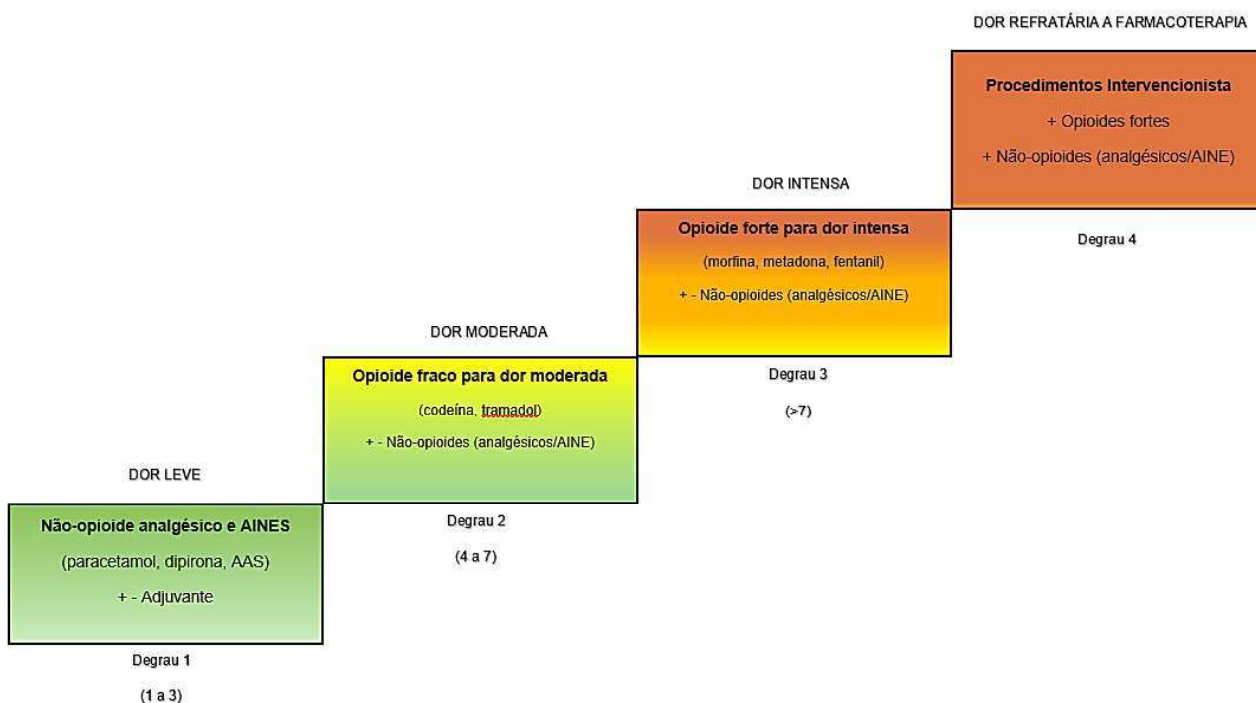 DOR REFRATÁRIA A FARMACOTERAPIA
Procedimentos Intervencionista
+ Opioides fortes
+ Não-opioides (analgésicos/AINE)
Degrau 4
DOR INTENSA
Opioide forte para dor intensa
(morfina, metadona, fentanil)
+ - Não-opioides (analgésicos/AINE)
Degrau 3
(>7)
DOR MODERADA
Opioide fraco para dor moderada
(codeína, tramadol)
+ - Não-opioides (analgésicos/AINE)
Degrau 2
(4 a 7)
DOR LEVE
Não-opioide analgésico e AINES
(paracetamol, dipirona, AAS)
+ - Adjuvante
Degrau 1
(1 a 3)